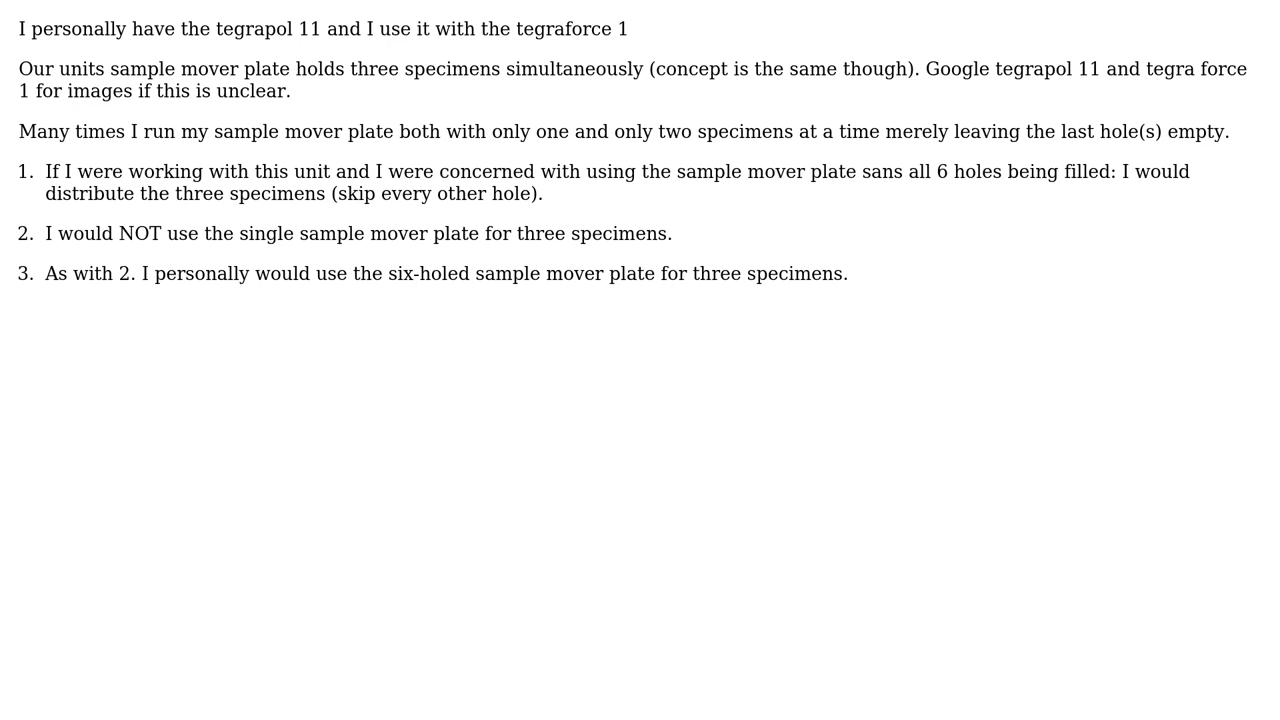 I personally have the tegrapol 11 and I use it with the tegraforce 1
Our units sample mover plate holds three specimens simultaneously (concept is the same though). Google tegrapol 11 and tegra force
1 for images if this is unclear.
Many times I run my sample mover plate both with only one and only two specimens at a time merely leaving the last hole(s) empty.
1. If I were working with this unit and I were concerned with using the sample mover plate sans all 6 holes being filled: I would
distribute the three specimens (skip every other hole).
2. I would NOT use the single sample mover plate for three specimens.
3. As with 2. I personally would use the six-holed sample mover plate for three specimens.